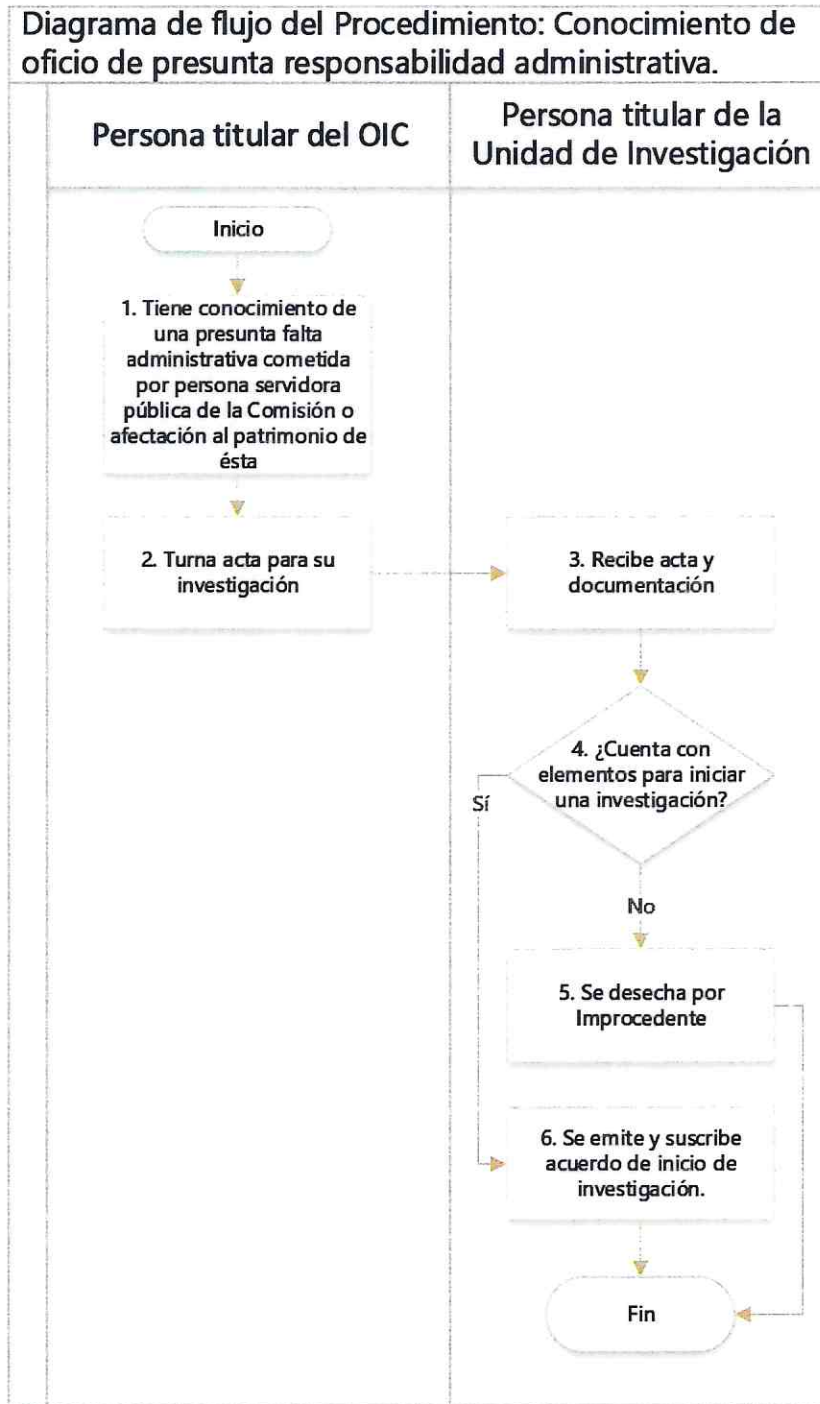 Diagrama de flujo del Procedimiento: Conocimiento de
oficio de presunta responsabilidad administrativa.
Persona titular del OIC
Persona titular de la
Unidad de Investigación
Inicio
1. Tiene conocimiento de
una presunta falta
administrativa cometida
por persona servidora
pública de la Comisión o
afectación al patrimonio de
ésta
2. Turna acta para su
investigación
3. Recibe acta y
documentación
4. ¿Cuenta con
elementos para iniciar
una investigación?
Sí
No
5. Se desecha por
Improcedente
6. Se emite y suscribe
acuerdo de inicio de
investigación.
Fin